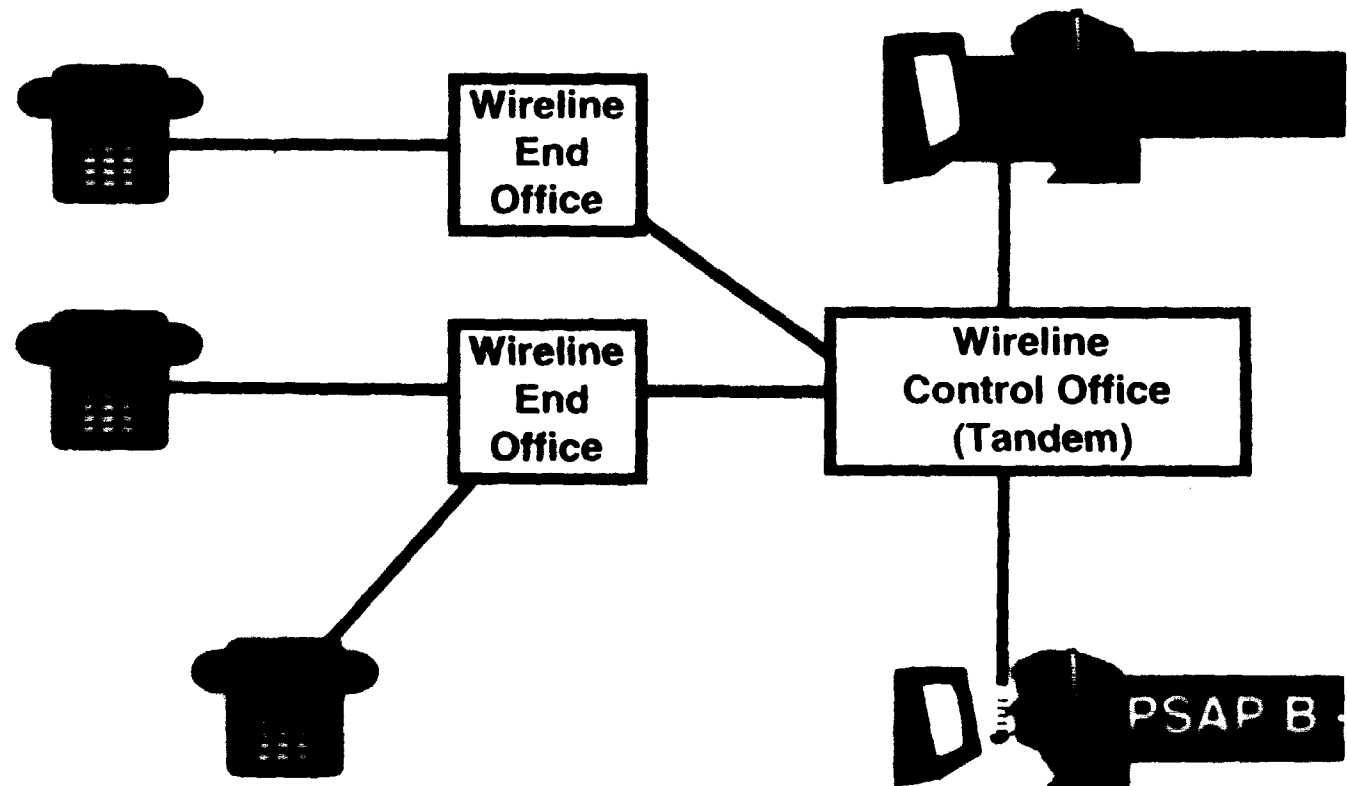 Wireline
End
Office
Wireline
End
Office
Wireline
Control Office
(Tandem)
PSAP B